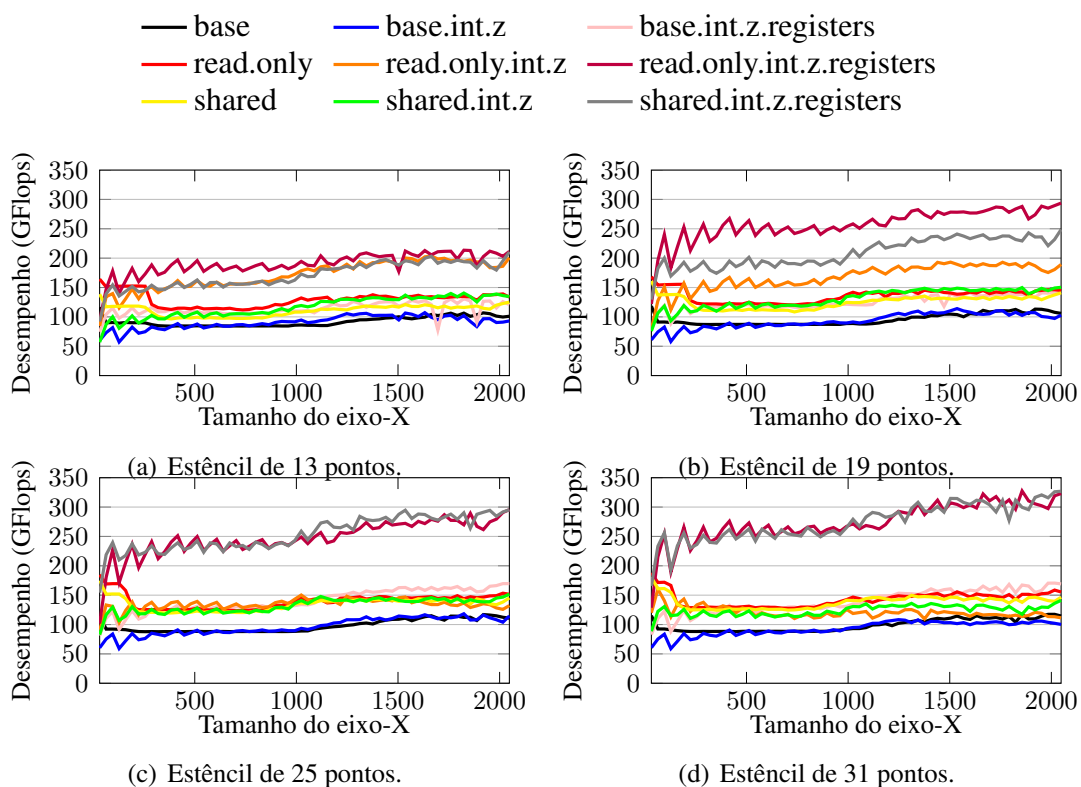 base base.int.z base.int.z.registers
read.only read.only.int.z read.only.int.z.registers
shared shared.int.z shared.int.z.registers
Desempenho (GFlops)
350
300
250
200
150
100
50
0
500 1000 1500 2000
Tamanho do eixo-X
(a) Estêncil de 13 pontos.
Desempenho (GFlops)
350
300
250
200
150
100
50
0
500 1000 1500 2000
Tamanho do eixo-X
(b) Estêncil de 19 pontos.
Desempenho (GFlops)
350
300
250
200
150
100
50
0
500 1000 1500 2000
Tamanho do eixo-X
(c) Estêncil de 25 pontos.
Desempenho (GFlops)
350
300
250
200
150
100
50
0
500 1000 1500 2000
Tamanho do eixo-X
(d) Estêncil de 31 pontos.